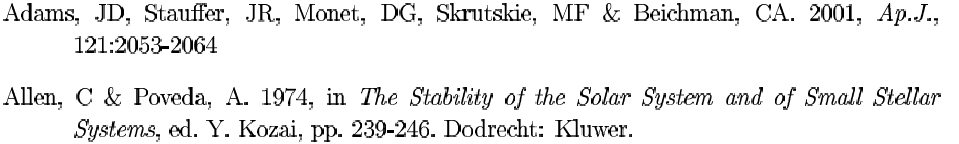 Adams, JD, Stauffer, JR, Monet, DG, Skrutskie, MF & Beichman, CA. 2001, Ap.J.,
121:2053-2064
Allen, C & Poveda, A. 1974, in The Stability of the Solar System and of Small Stellar
Systems, ed. Y. Kozai, pp. 239-246. Dodrecht: Kluwer.